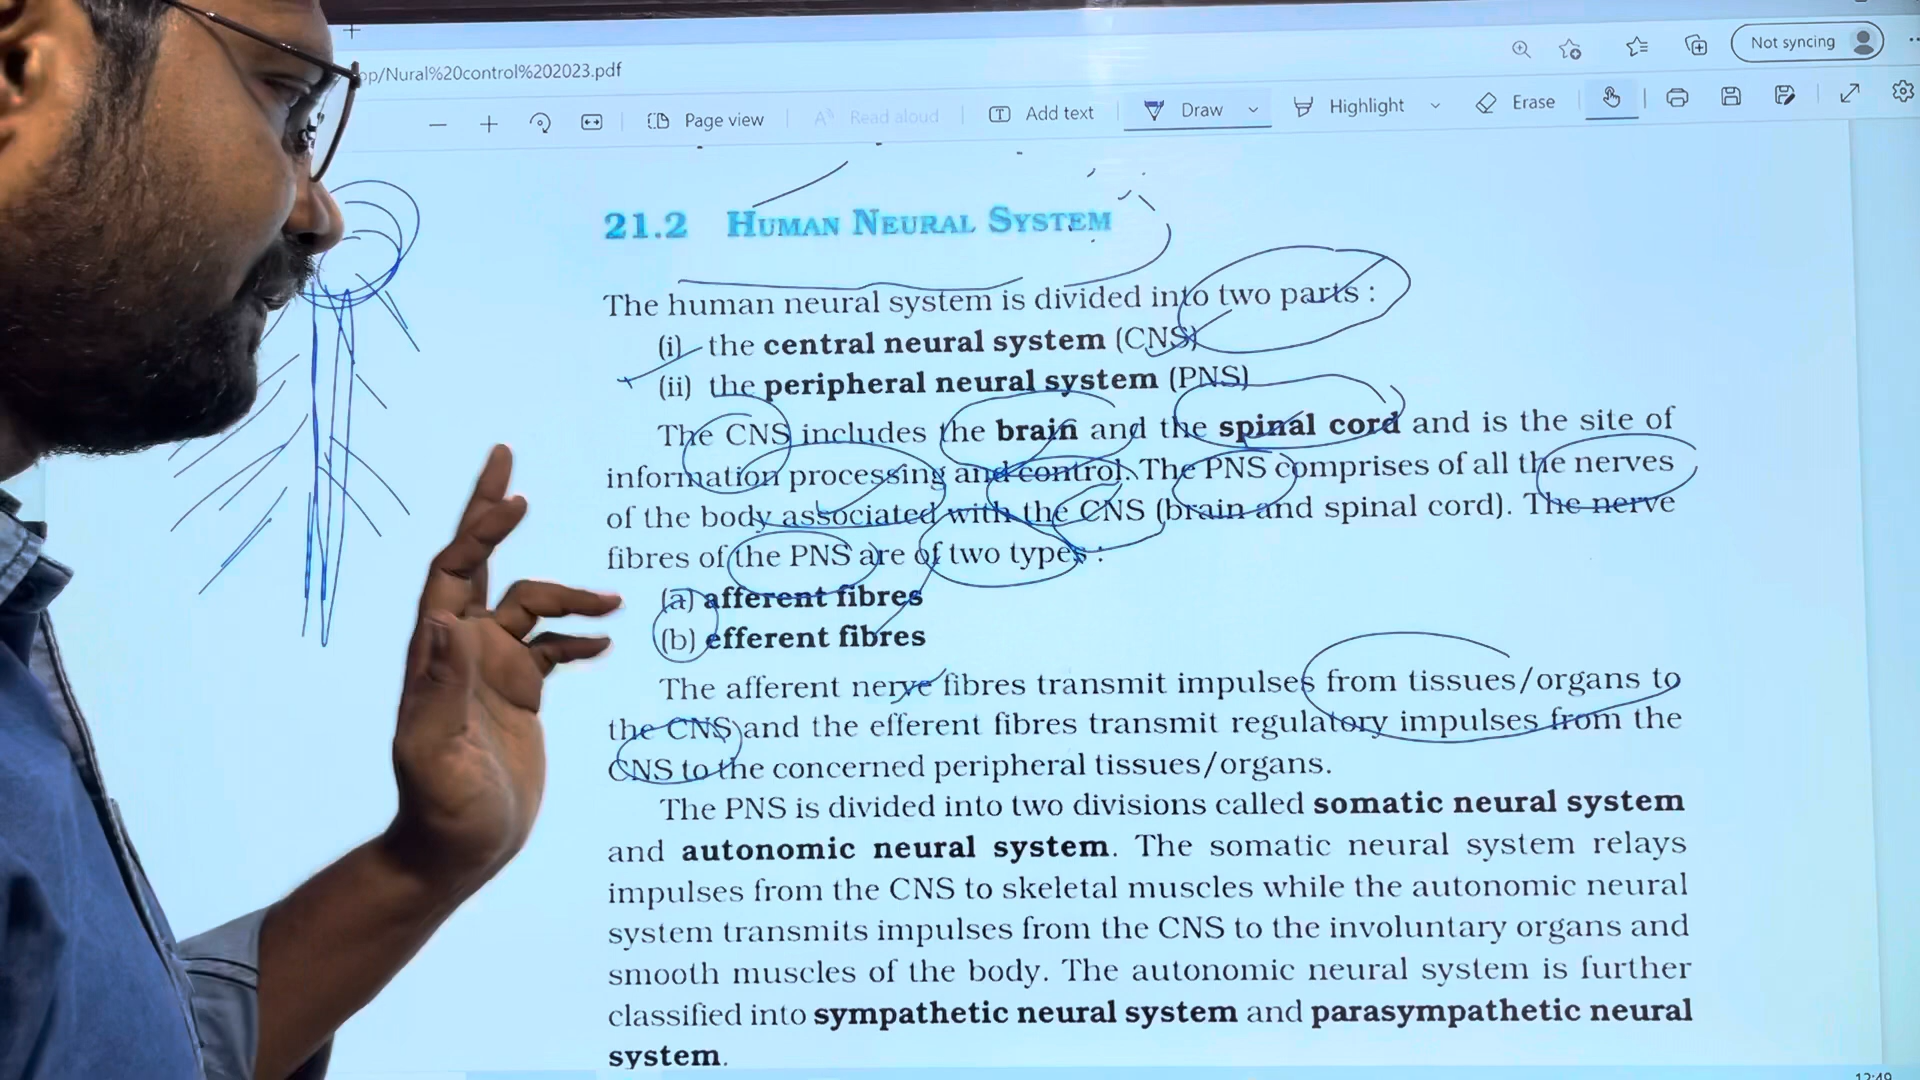 Not syncing
op/Nural%20control%202023.pdf
Page view
Read aloud
Add text
Draw
Highlight
Erase
21.2 HUMAN NEURAL SYSTEM
The human neural system is divided into two parts :
(i) the central neural system (CNS)
(ii) the peripheral neural system (PNS)
The CNS includes the brain and the spinal cord and is the site of
information processing and control. The PNS comprises of all the nerves
of the body associated with the CNS (brain and spinal cord). The nerve
fibres of the PNS are of two types :
(a) afferent fibres
(b) efferent fibres
The afferent nerve fibres transmit impulses from tissues/organs to
the CNS and the efferent fibres transmit regulatory impulses from the
CNS to the concerned peripheral tissues/organs.
The PNS is divided into two divisions called somatic neural system
and autonomic neural system. The somatic neural system relays
impulses from the CNS to skeletal muscles while the autonomic neural
system transmits impulses from the CNS to the involuntary organs and
smooth muscles of the body. The autonomic neural system is further
classified into sympathetic neural system and parasympathetic neural
system.